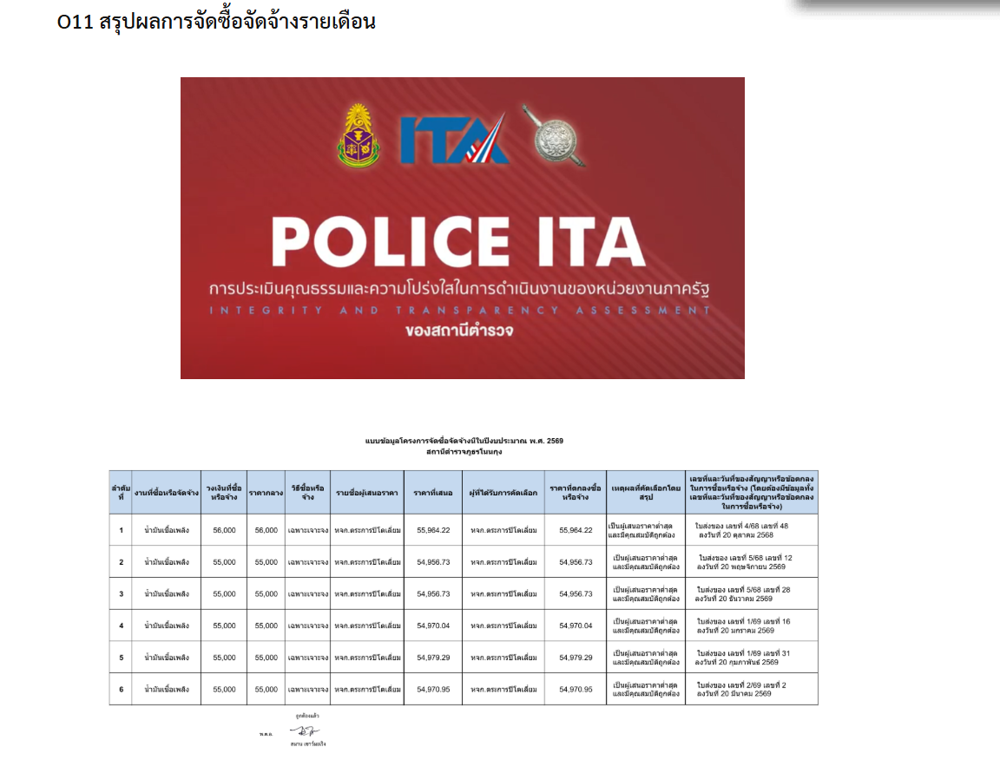 O11 สรุปผลการจัดซื้อจัดจ้างรายเดือน
ITA
POLICE ITA
การประเมินคุณธรรมและความโปร่งใสในการดำเนินงานของหน่วยงานภาครัฐ
INTEGRITY AND TRANSPARENCY ASSESSMENT
ของสถานีตำรวจ
แบบข้อมูลโครงการจัดซื้อจัดจ้างนี้ในปีงบประมาณ พ.ศ. 2569
สถานีตำรวจภูธรโนนกุง
ลำดับที่ งานที่ซื้อหรือจัดจ้าง วงเงินที่ซื้อหรือจ้าง ราคากลาง วิธีซื้อหรือจ้าง รายชื่อผู้เสนอราคา ราคาที่เสนอ ผู้ที่ได้รับการคัดเลือก ราคาที่ตกลงซื้อหรือจ้าง เหตุผลที่คัดเลือกโดยสรุป เลขที่และวันที่ของสัญญาหรือข้อตกลงในการซื้อหรือจ้าง (โดยต้องมีข้อมูลทั้งเลขที่และวันที่ของสัญญาหรือข้อตกลงในการซื้อหรือจ้าง)
1 น้ำมันเชื้อเพลิง 56,000 56,000 เฉพาะเจาะจง หจก.ตระการปิโตเลี่ยม 55,964.22 หจก.ตระการปิโตเลี่ยม 55,964.22 เป็นผู้เสนอราคาต่ำสุดและมีคุณสมบัติถูกต้อง ใบส่งของ เลขที่ 4/68 เลขที่ 48 ลงวันที่ 20 ตุลาคม 2568
2 น้ำมันเชื้อเพลิง 55,000 55,000 เฉพาะเจาะจง หจก.ตระการปิโตเลี่ยม 54,956.73 หจก.ตระการปิโตเลี่ยม 54,956.73 เป็นผู้เสนอราคาต่ำสุดและมีคุณสมบัติถูกต้อง ใบส่งของ เลขที่ 5/68 เลขที่ 12 ลงวันที่ 20 พฤศจิกายน 2569
3 น้ำมันเชื้อเพลิง 55,000 55,000 เฉพาะเจาะจง หจก.ตระการปิโตเลี่ยม 54,956.73 หจก.ตระการปิโตเลี่ยม 54,956.73 เป็นผู้เสนอราคาต่ำสุดและมีคุณสมบัติถูกต้อง ใบส่งของ เลขที่ 5/68 เลขที่ 28 ลงวันที่ 20 ธันวาคม 2569
4 น้ำมันเชื้อเพลิง 55,000 55,000 เฉพาะเจาะจง หจก.ตระการปิโตเลี่ยม 54,970.04 หจก.ตระการปิโตเลี่ยม 54,970.04 เป็นผู้เสนอราคาต่ำสุดและมีคุณสมบัติถูกต้อง ใบส่งของ เลขที่ 1/69 เลขที่ 16 ลงวันที่ 20 มกราคม 2569
5 น้ำมันเชื้อเพลิง 55,000 55,000 เฉพาะเจาะจง หจก.ตระการปิโตเลี่ยม 54,979.29 หจก.ตระการปิโตเลี่ยม 54,979.29 เป็นผู้เสนอราคาต่ำสุดและมีคุณสมบัติถูกต้อง ใบส่งของ เลขที่ 1/69 เลขที่ 31 ลงวันที่ 20 กุมภาพันธ์ 2569
6 น้ำมันเชื้อเพลิง 55,000 55,000 เฉพาะเจาะจง หจก.ตระการปิโตเลี่ยม 54,970.95 หจก.ตระการปิโตเลี่ยม 54,970.95 เป็นผู้เสนอราคาต่ำสุดและมีคุณสมบัติถูกต้อง ใบส่งของ เลขที่ 2/69 เลขที่ 2 ลงวันที่ 20 มีนาคม 2569
ถูกต้องแล้ว